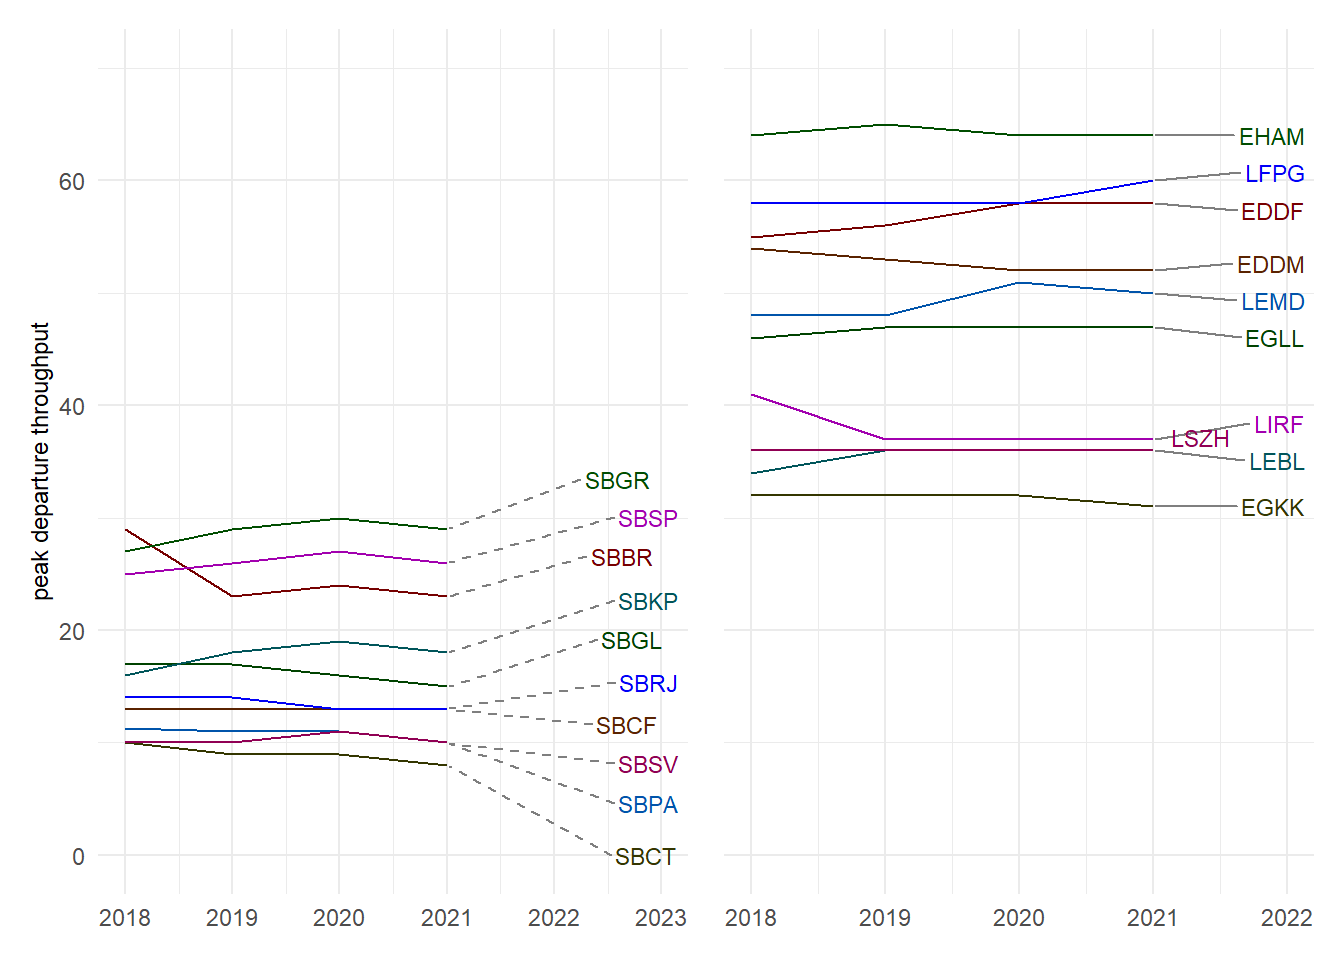 peak departure throughput
60
40
20
0
SBGR
SBSP
SBBR
SBKP
SBGL
SBRJ
SBCF
SBSV
SBPA
SBCT
2018 2019 2020 2021 2022 2023
EHAM
LFPG
EDDF
EDDM
LEMD
EGLL
LIRF
LSZH
LEBL
EGKK
2018 2019 2020 2021 2022